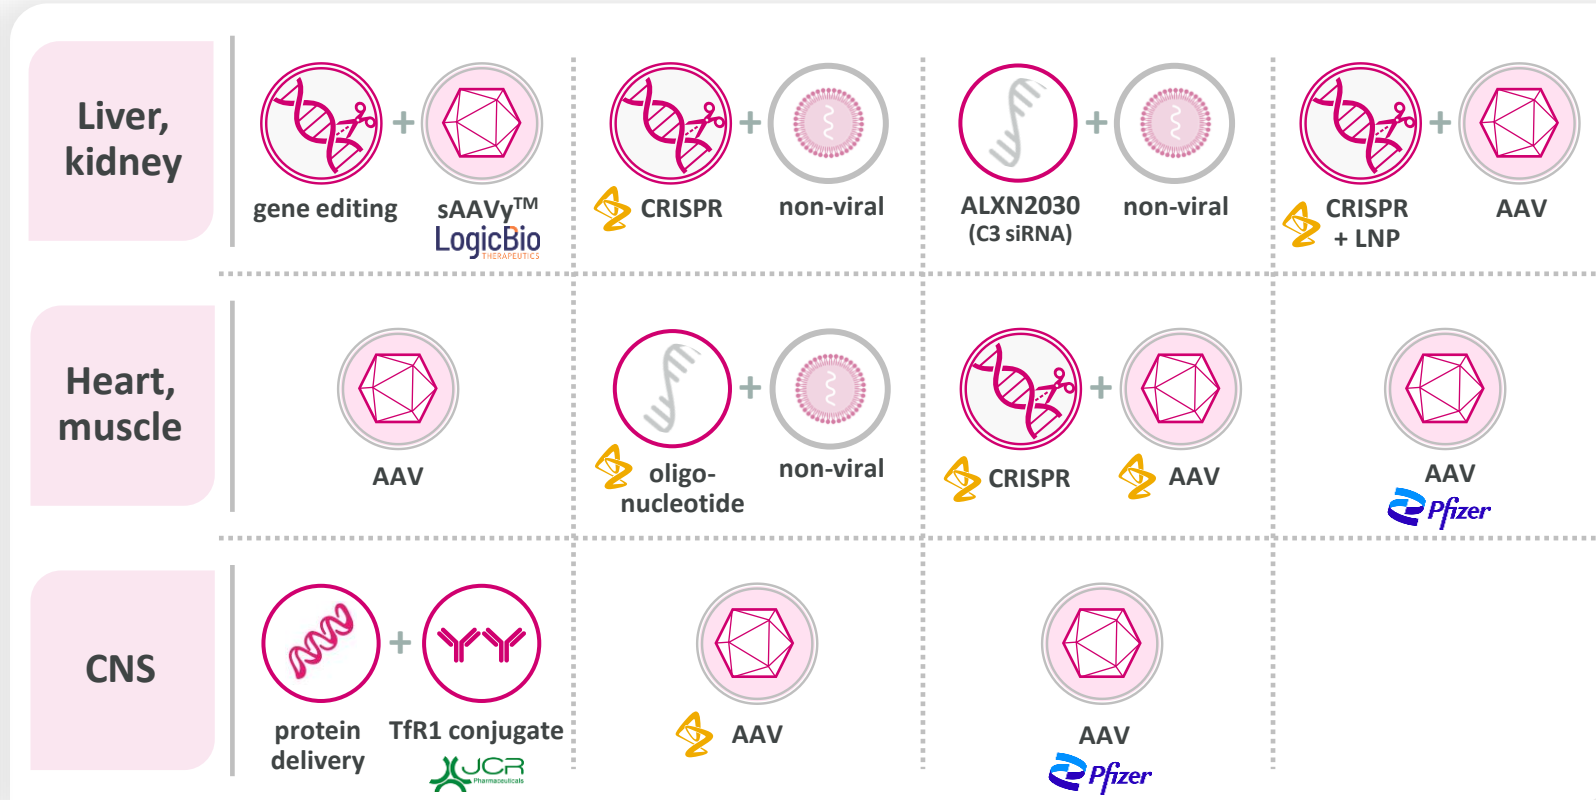 Liver,
kidney
gene editing
+
sAAVy™
LogicBio
THERAPEUTICS
CRISPR
+
non-viral
ALXN2030
(C3 siRNA)
+
non-viral
CRISPR
+ LNP
+
AAV
Heart,
muscle
AAV
oligo-
nucleotide
+
non-viral
CRISPR
+
AAV
AAV
Pfizer
CNS
protein
delivery
+
TfR1 conjugate
JCR
Pharmaceuticals
AAV
AAV
Pfizer